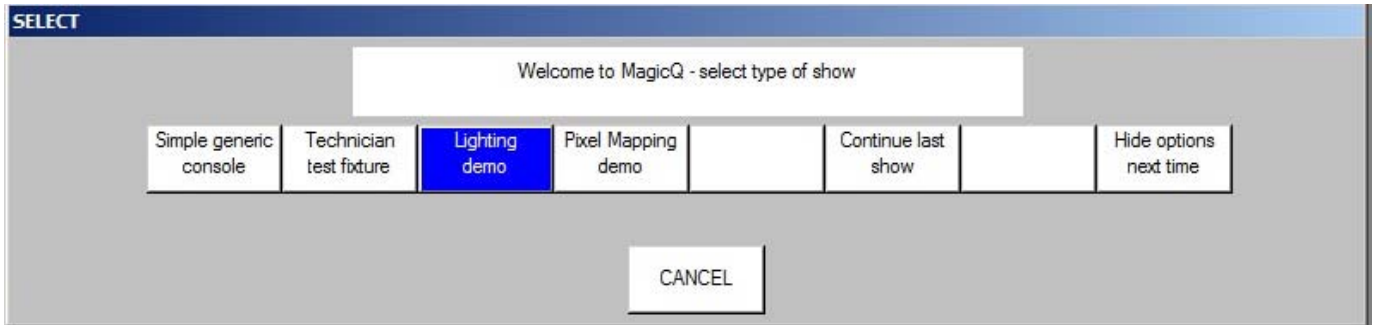 SELECT
Welcome to MagicQ - select type of show
Simple generic
console
Technician
test fixture
Lighting
demo
Pixel Mapping
demo
Continue last
show
Hide options
next time
CANCEL